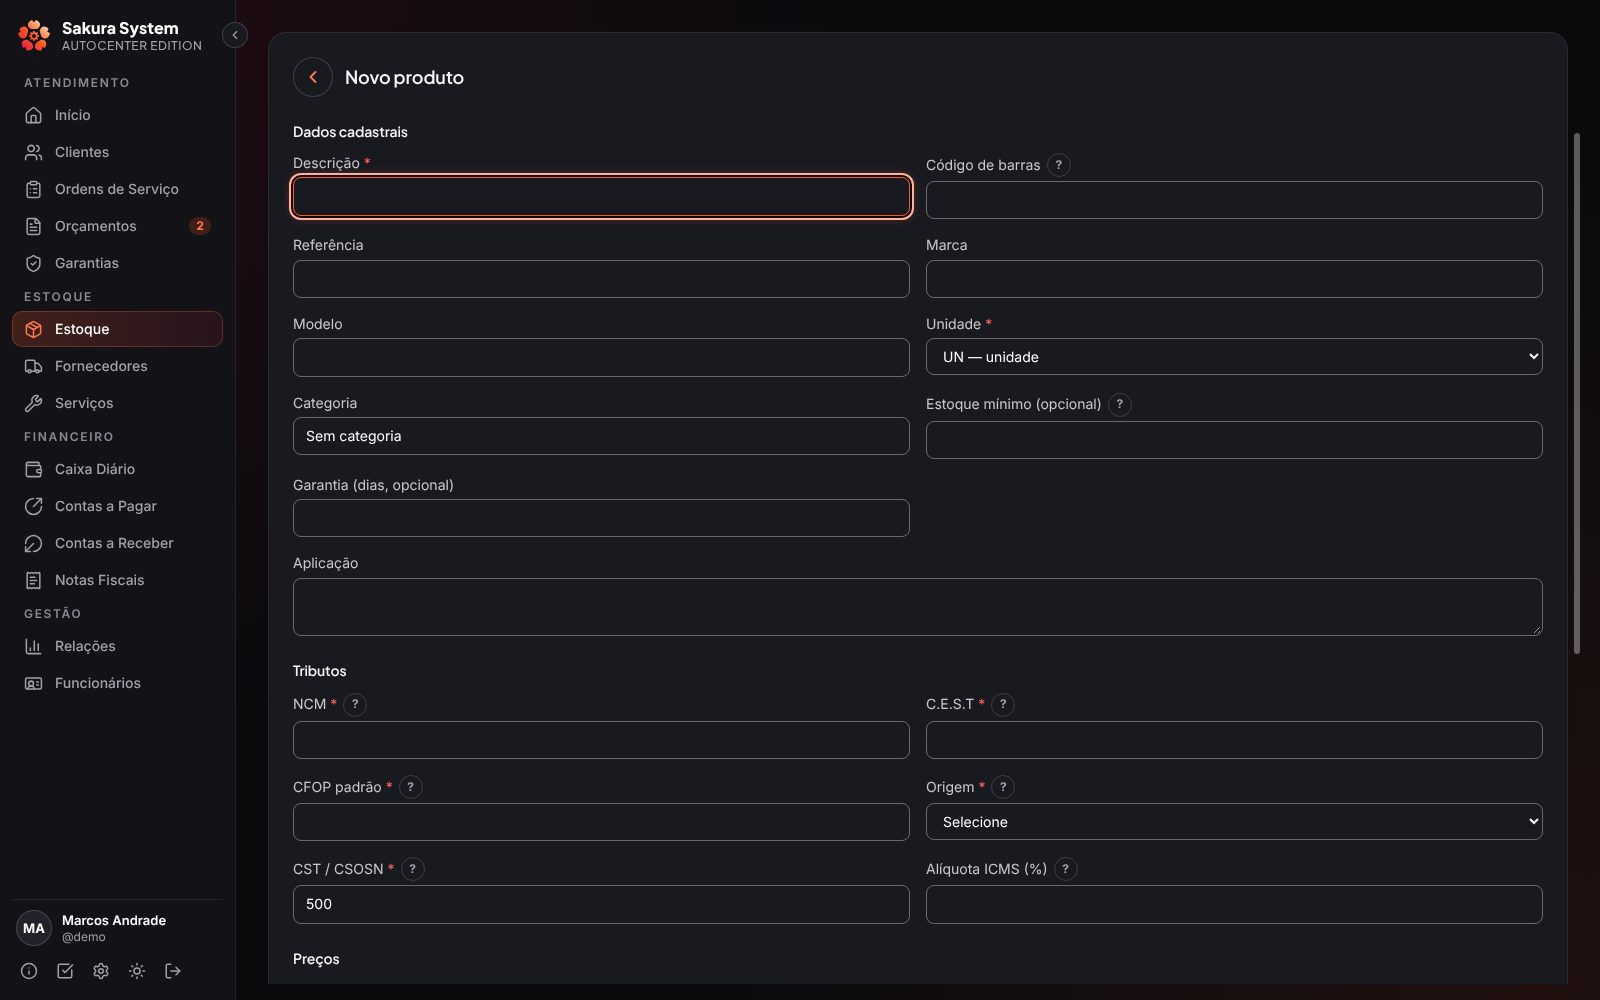 Sakura System
AUTOCENTER EDITION
ATENDIMENTO
Início
Clientes
Ordens de Serviço
Orçamentos 2
Garantias
ESTOQUE
Estoque
Fornecedores
Serviços
FINANCEIRO
Caixa Diário
Contas a Pagar
Contas a Receber
Notas Fiscais
GESTÃO
Relações
Funcionários
MA
Marcos Andrade
@demo
Novo produto
Dados cadastrais
Descrição *
Código de barras ?
Referência
Marca
Modelo
Unidade *
UN — unidade
Categoria
Sem categoria
Estoque mínimo (opcional) ?
Garantia (dias, opcional)
Aplicação
Tributos
NCM * ?
C.E.S.T * ?
CFOP padrão * ?
Origem * ?
Selecione
CST / CSOSN * ?
500
Alíquota ICMS (%) ?
Preços